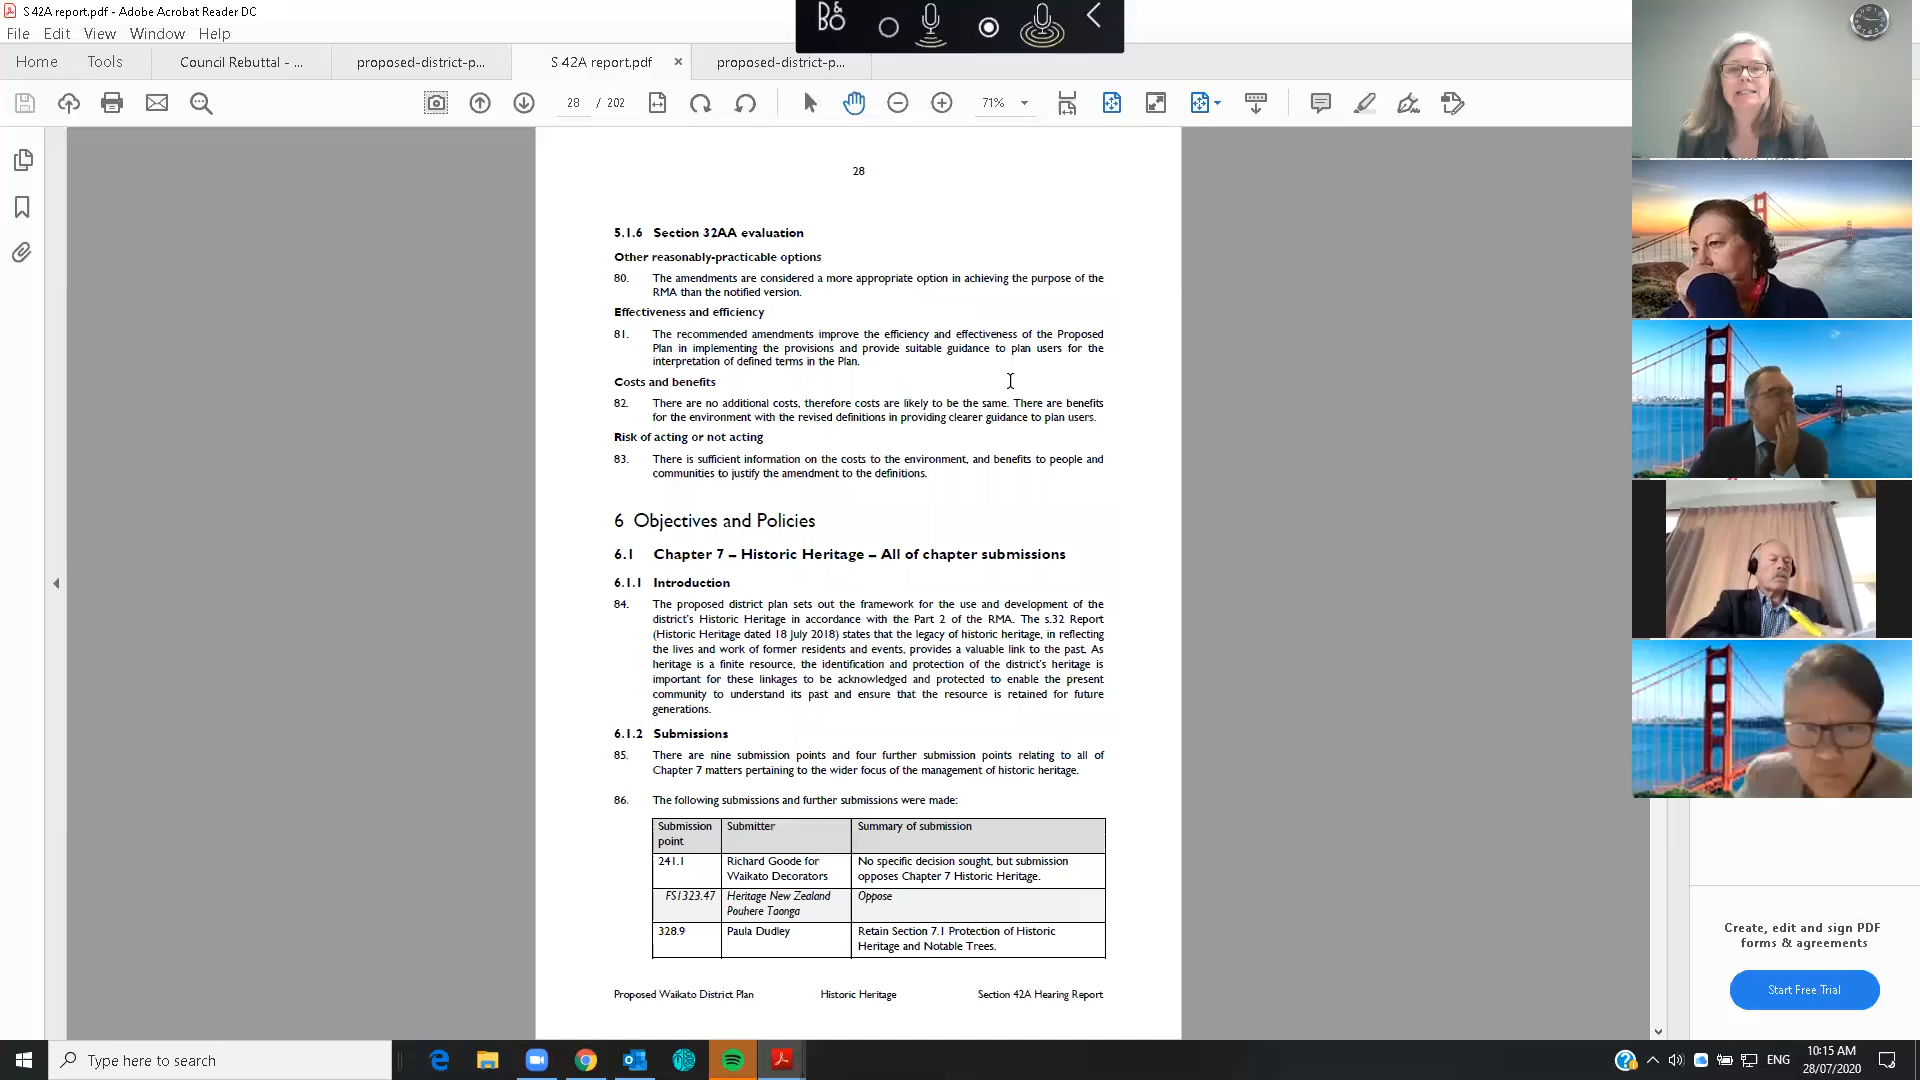 S 42A report.pdf - Adobe Acrobat Reader DC
File Edit View Window Help
Home Tools Council Rebuttal - ... proposed-district-p... S 42A report.pdf × proposed-district-p...
28 / 202 71%
28
5.1.6 Section 32AA evaluation
Other reasonably-practicable options
80. The amendments are considered a more appropriate option in achieving the purpose of the
RMA than the notified version.
Effectiveness and efficiency
81. The recommended amendments improve the efficiency and effectiveness of the Proposed
Plan in implementing the provisions and provide suitable guidance to plan users for the
interpretation of defined terms in the Plan.
Costs and benefits
82. There are no additional costs, therefore costs are likely to be the same. There are benefits
for the environment with the revised definitions in providing clearer guidance to plan users.
Risk of acting or not acting
83. There is sufficient information on the costs to the environment, and benefits to people and
communities to justify the amendment to the definitions.
6 Objectives and Policies
6.1 Chapter 7 – Historic Heritage – All of chapter submissions
6.1.1 Introduction
84. The proposed district plan sets out the framework for the use and development of the
district's Historic Heritage in accordance with the Part 2 of the RMA. The s.32 Report
(Historic Heritage dated 18 July 2018) states that the legacy of historic heritage, in reflecting
the lives and work of former residents and events, provides a valuable link to the past. As
heritage is a finite resource, the identification and protection of the district's heritage is
important for these linkages to be acknowledged and protected to enable the present
community to understand its past and ensure that the resource is retained for future
generations.
6.1.2 Submissions
85. There are nine submission points and four further submission points relating to all of
Chapter 7 matters pertaining to the wider focus of the management of historic heritage.
86. The following submissions and further submissions were made:
Submission Submitter Summary of submission
point
241.1 Richard Goode for No specific decision sought, but submission
Waikato Decorators opposes Chapter 7 Historic Heritage.
FS1323.47 Heritage New Zealand Oppose
Pouhere Taonga
328.9 Paula Dudley Retain Section 7.1 Protection of Historic
Heritage and Notable Trees.
Proposed Waikato District Plan Historic Heritage Section 42A Hearing Report
Create, edit and sign PDF
forms & agreements
Start Free Trial
Type here to search
ENG 10:15 AM
28/07/2020